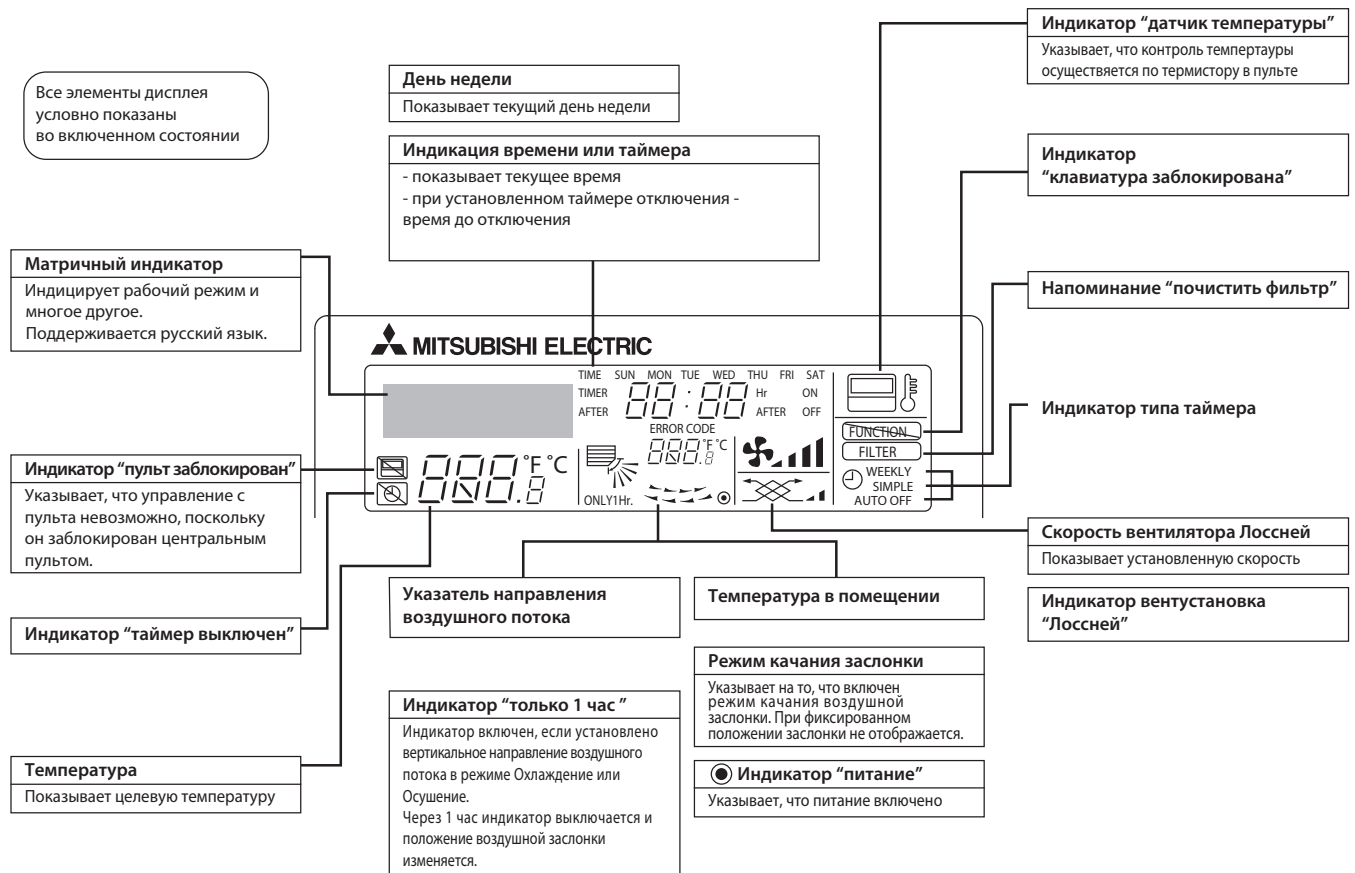 Все элементы дисплея
условно показаны
во включенном состоянии
День недели
Показывает текущий день недели
Индикация времени или таймера
- показывает текущее время
- при установленном таймере отключения -
время до отключения
Индикатор “датчик температуры”
Указывает, что контроль темпертауры
осуществяется по термистору в пульте
Индикатор
“клавиатура заблокирована”
Напоминание “почистить фильтр”
Индикатор типа таймера
Скорость вентилятора Лоссней
Показывает установленную скорость
Индикатор вентустановка
“Лоссней”
Матричный индикатор
Индицирует рабочий режим и
многое другое.
Поддерживается русский язык.
Индикатор “пульт заблокирован”
Указывает, что управление с
пульта невозможно, поскольку
он заблокирован центральным
пультом.
Индикатор “таймер выключен”
Температура
Показывает целевую температуру
MITSUBISHI ELECTRIC
TIME SUN MON TUE WED THU FRI SAT
TIMER 88:88 Hr ON
AFTER AFTER OFF
ERROR CODE
888.8 °F °C
888.8 °F °C
ONLY1Hr.
FUNCTION
FILTER
WEEKLY
SIMPLE
AUTO OFF
Указатель направления
воздушного потока
Температура в помещении
Индикатор “только 1 час ”
Индикатор включен, если установлено
вертикальное направление воздушного
потока в режиме Охлаждение или
Осушение.
Через 1 час индикатор выключается и
положение воздушной заслонки
изменяется.
Режим качания заслонки
Указывает на то, что включен
режим качания воздушной
заслонки. При фиксированном
положении заслонки не отображается.
Индикатор “питание”
Указывает, что питание включено